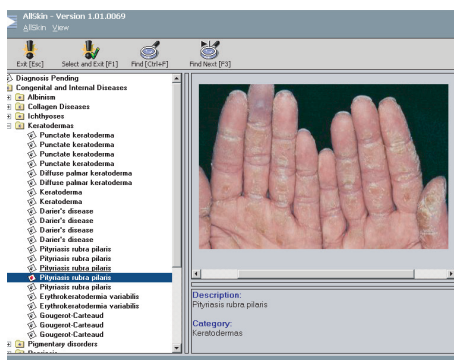 AllSkin - Version 1.01.0069
AllSkin View
Exit [Esc] Select and Exit [F1] Find [Ctrl+F] Find Next [F3]
Diagnosis Pending
Congenital and Internal Diseases
Albinism
Collagen Diseases
Ichthyoses
Keratodermas
Punctate keratoderma
Punctate keratoderma
Punctate keratoderma
Diffuse palmar keratoderma
Diffuse palmar keratoderma
Keratoderma
Keratoderma
Darier's disease
Darier's disease
Darier's disease
Darier's disease
Pityriasis rubra pilaris
Pityriasis rubra pilaris
Pityriasis rubra pilaris
Pityriasis rubra pilaris
Pityriasis rubra pilaris
Erythrokeratodermia variabilis
Erythrokeratodermia variabilis
Gougerot-Carteaud
Gougerot-Carteaud
Gougerot-Carteaud
Pigmentary disorders
Description:
Pityriasis rubra pilaris
Category:
Keratodermas